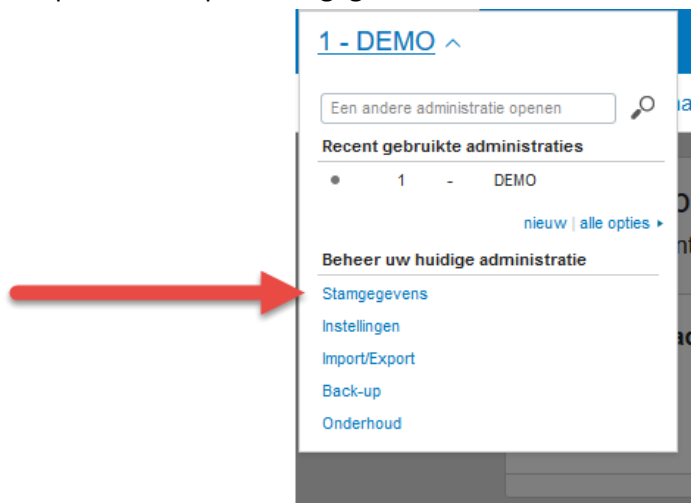 1 - DEMO
Een andere administratie openen
Recent gebruikte administraties
1 - DEMO
nieuw | alle opties
Beheer uw huidige administratie
Stamgegevens
Instellingen
Import/Export
Back-up
Onderhoud